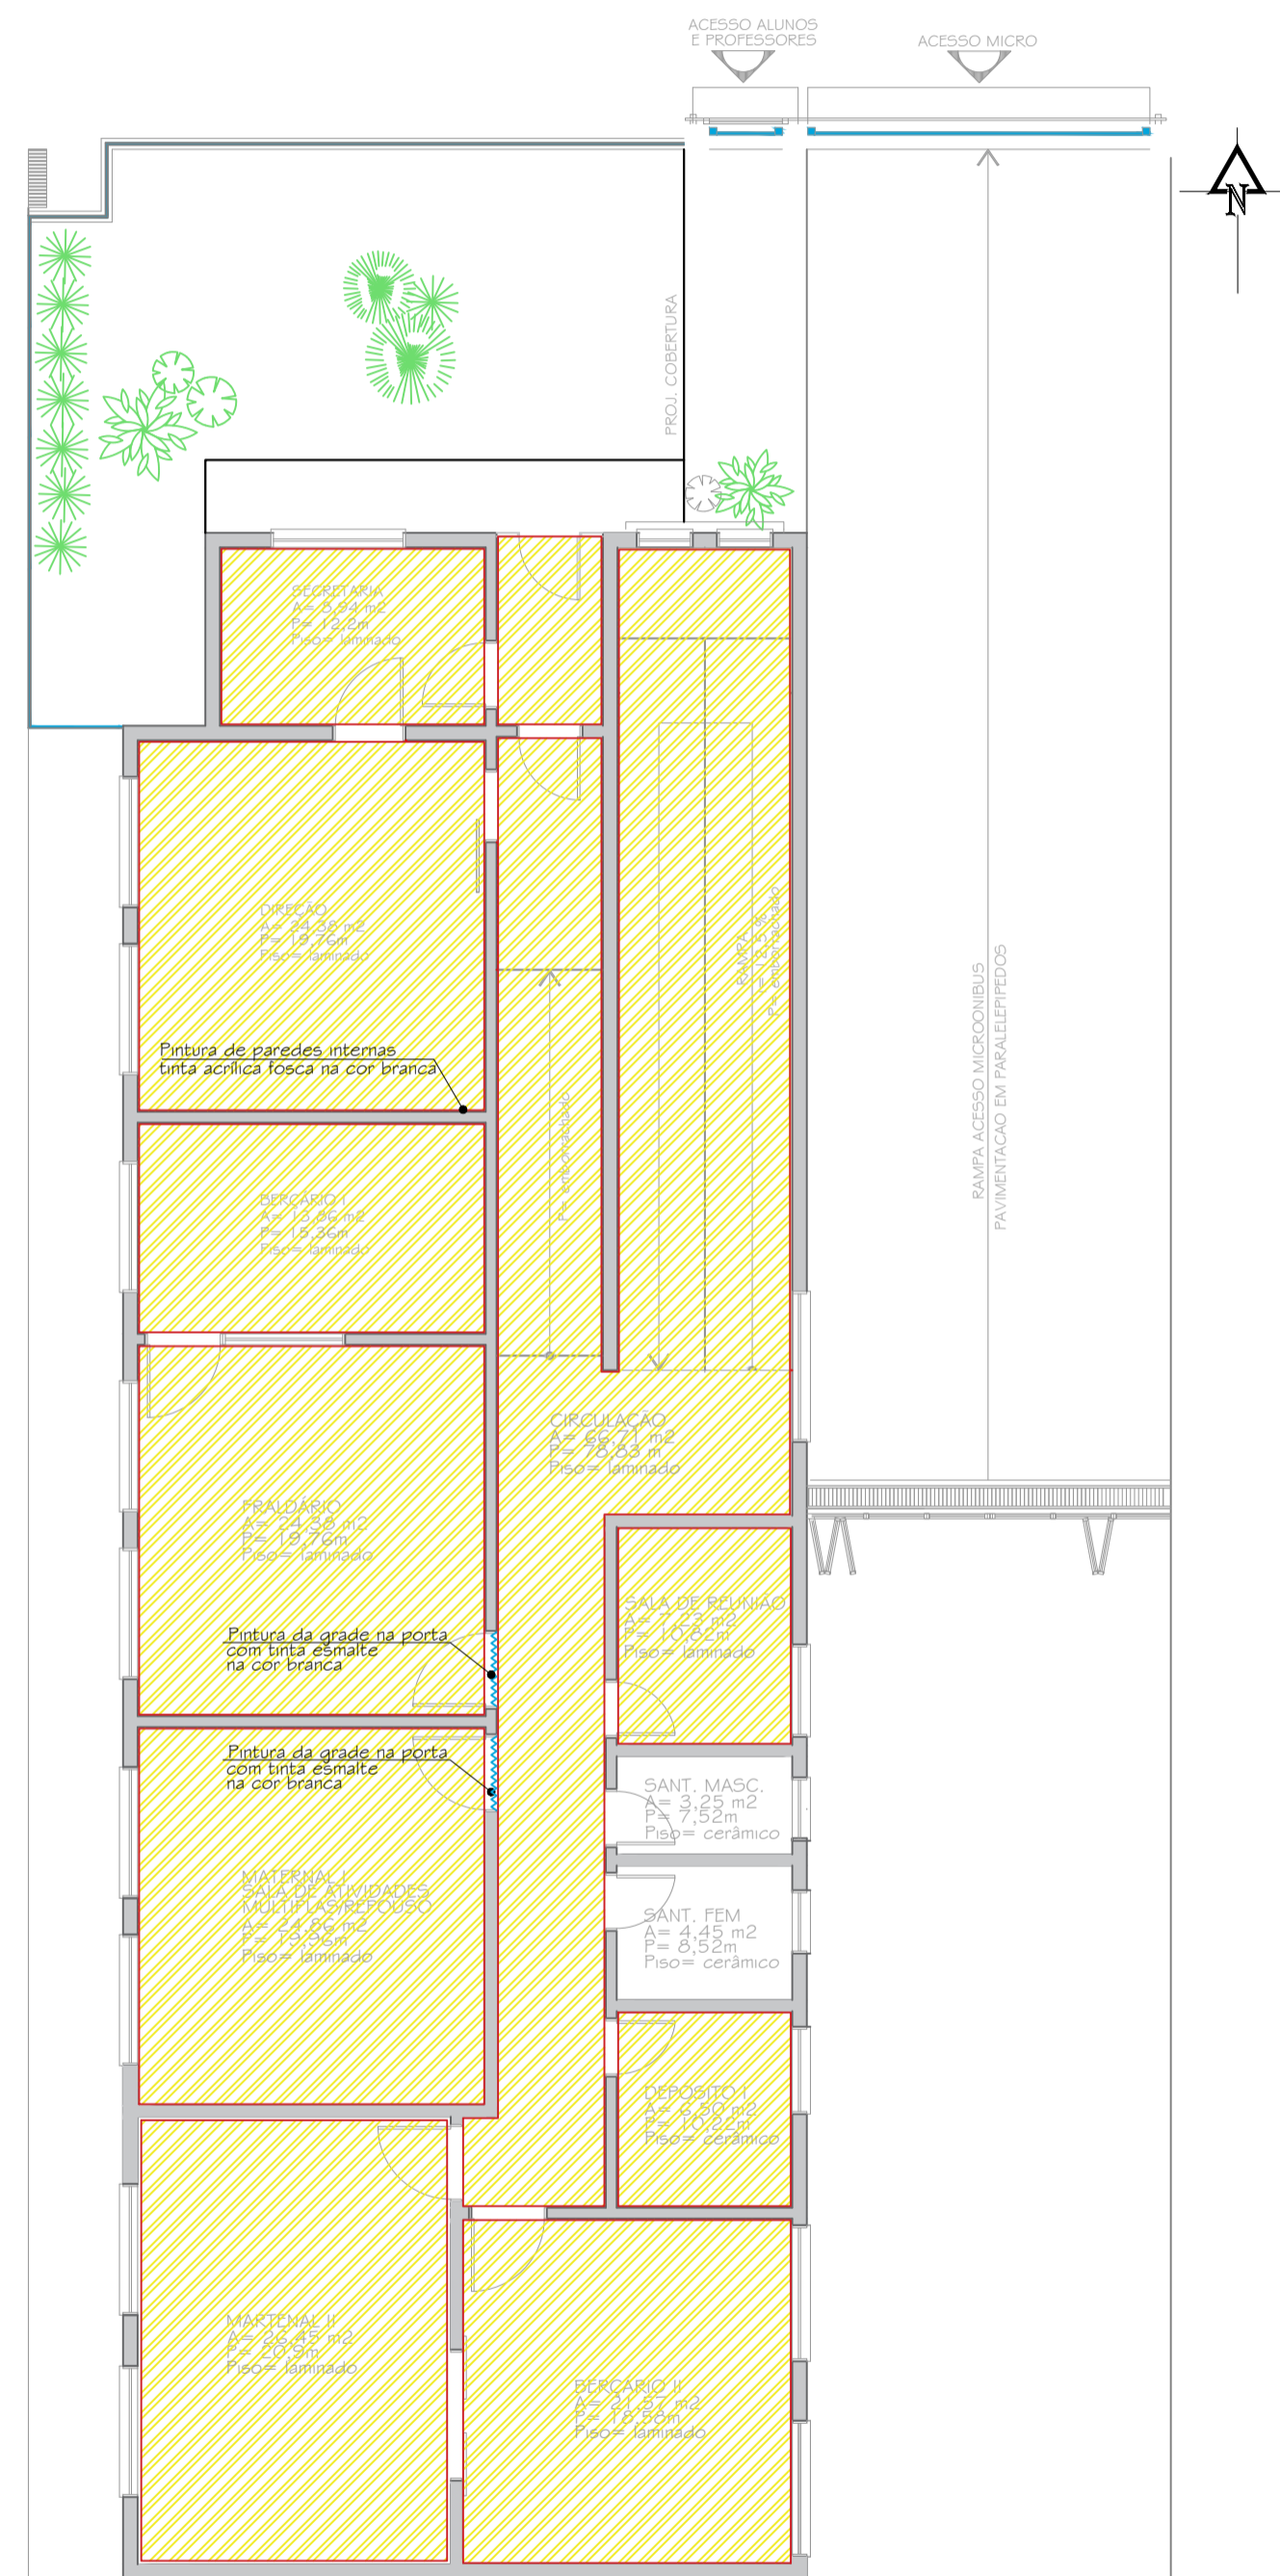 ACESSO ALUNOS
E PROFESSORES
ACESSO MICRO
N
PROJ. COBERTURA
SECRETARIA
A= 8,94 m2
P= 12,2m
Piso= laminado
DIREÇÃO
A= 24,38 m2
P= 19,76m
Piso= laminado
RAMPA
i= 12,5 %
P= emborrachado
RAMPA ACESSO MICROONIBUS
PAVIMENTACAO EM PARALELEPIPEDOS
Pintura de paredes internas
tinta acrílica fosca na cor branca
P= emborrachado
BERÇARIO I
A= 13,86 m2
P= 15,36m
Piso= laminado
CIRCULAÇÃO
A= 66,71 m2
P= 78,83 m
Piso= laminado
FRALDÁRIO
A= 24,38 m2
P= 19,76m
Piso= laminado
SALA DE REUNIÃO
A= 7,23 m2
P= 10,82m
Piso= laminado
Pintura da grade na porta
com tinta esmalte
na cor branca
Pintura da grade na porta
com tinta esmalte
na cor branca
SANT. MASC.
A= 3,25 m2
P= 7,52m
Piso= cerâmico
MATERNAL I
SALA DE ATIVIDADES
MULTIPLAS/REPOUSO
A= 24,86 m2
P= 19,96m
Piso= laminado
SANT. FEM
A= 4,45 m2
P= 8,52m
Piso= cerâmico
DEPOSITO I
A= 6,50 m2
P= 10,22m
Piso= cerâmico
MARTENAL II
A= 26,45 m2
P= 20,9m
Piso= laminado
BERÇARIO II
A= 21,57 m2
P= 18,58m
Piso= laminado